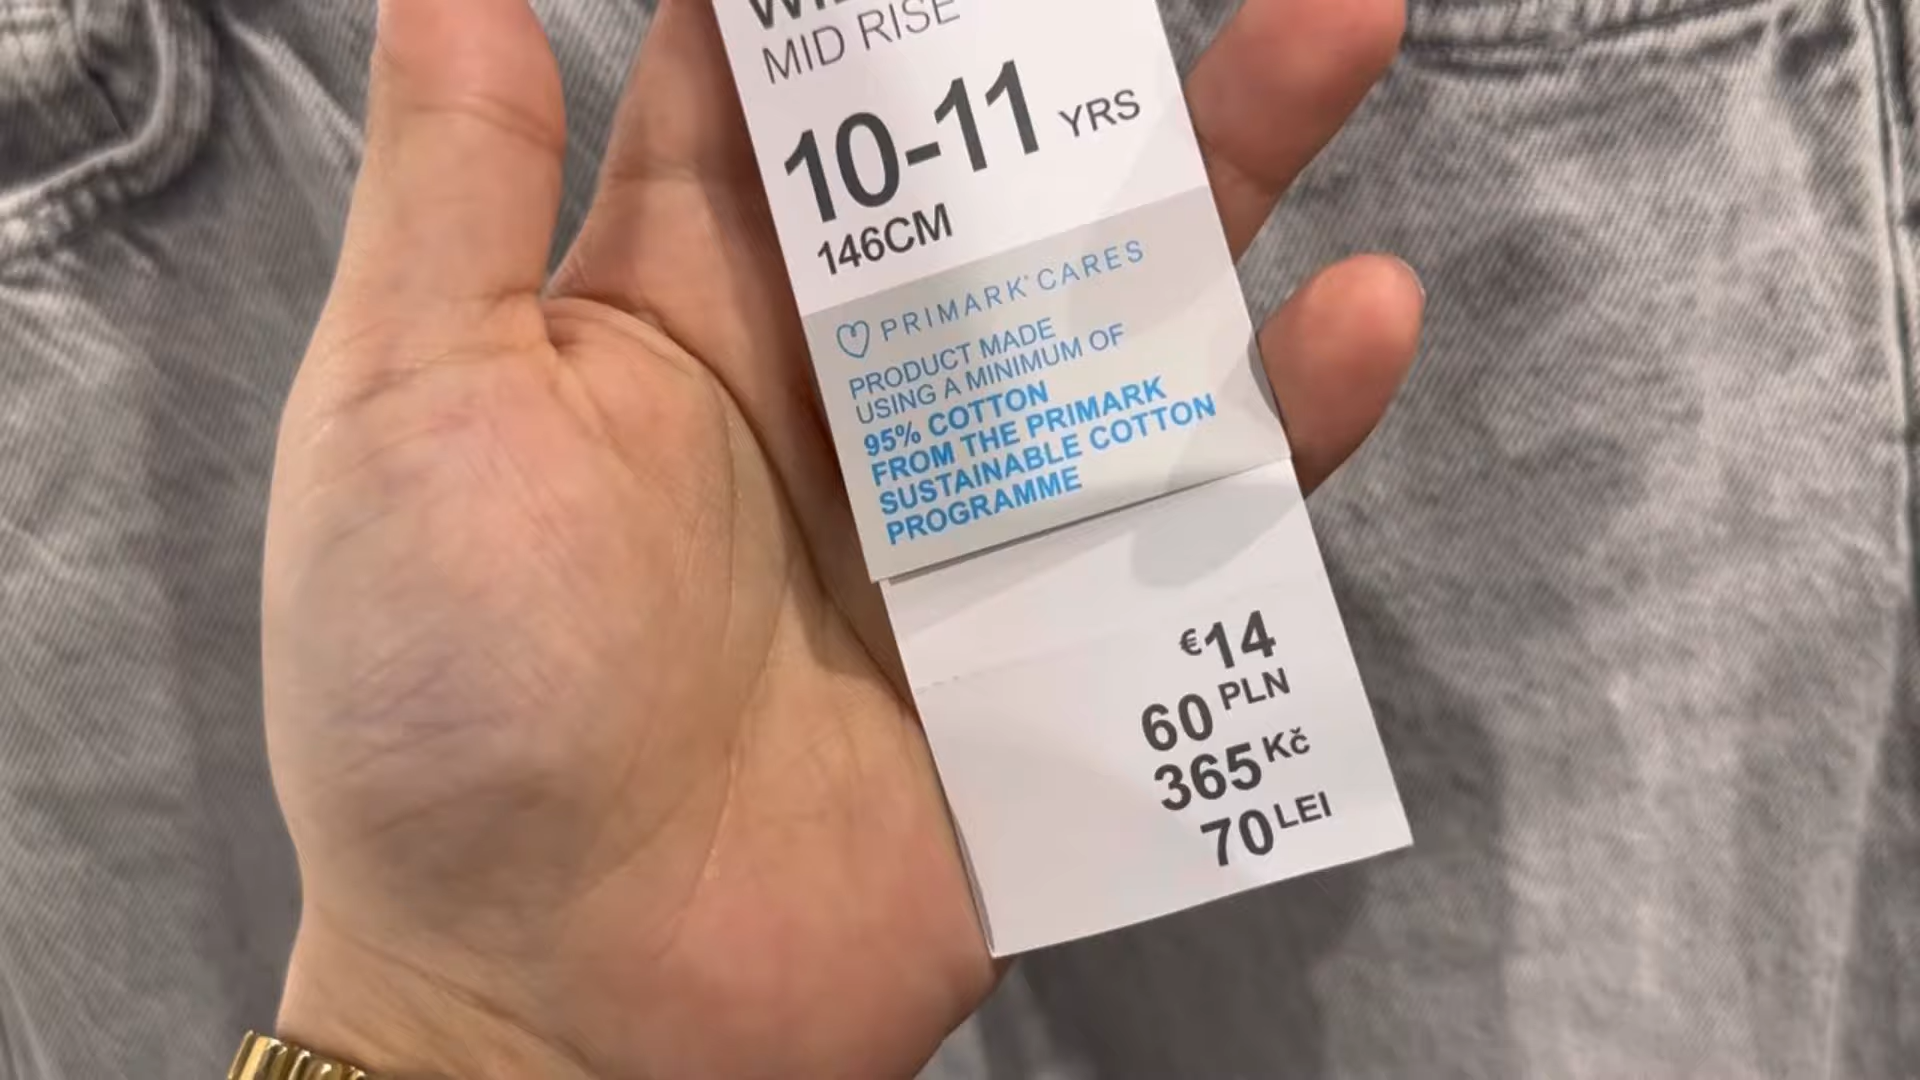 MID RISE
10-11 YRS
146CM
PRIMARK® CARES
PRODUCT MADE
USING A MINIMUM OF
95% COTTON
FROM THE PRIMARK
SUSTAINABLE COTTON
PROGRAMME
€14
60 PLN
365 Kč
70 LEI